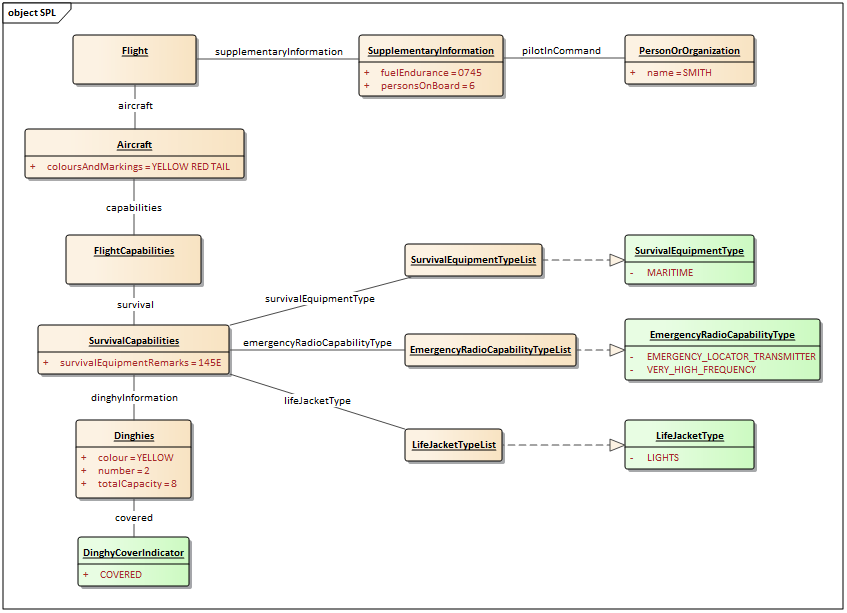 object SPL
Flight
supplementaryInformation
SupplementaryInformation
+ fuelEndurance = 0745
+ personsOnBoard = 6
pilotInCommand
PersonOrOrganization
+ name = SMITH
aircraft
Aircraft
+ coloursAndMarkings = YELLOW RED TAIL
capabilities
FlightCapabilities
SurvivalEquipmentTypeList
SurvivalEquipmentType
- MARITIME
survival
survivalEquipmentType
SurvivalCapabilities
+ survivalEquipmentRemarks = 145E
emergencyRadioCapabilityType
EmergencyRadioCapabilityTypeList
EmergencyRadioCapabilityType
- EMERGENCY_LOCATOR_TRANSMITTER
- VERY_HIGH_FREQUENCY
dinghyInformation
lifeJacketType
Dinghies
+ colour = YELLOW
+ number = 2
+ totalCapacity = 8
LifeJacketTypeList
LifeJacketType
- LIGHTS
covered
DinghyCoverIndicator
+ COVERED